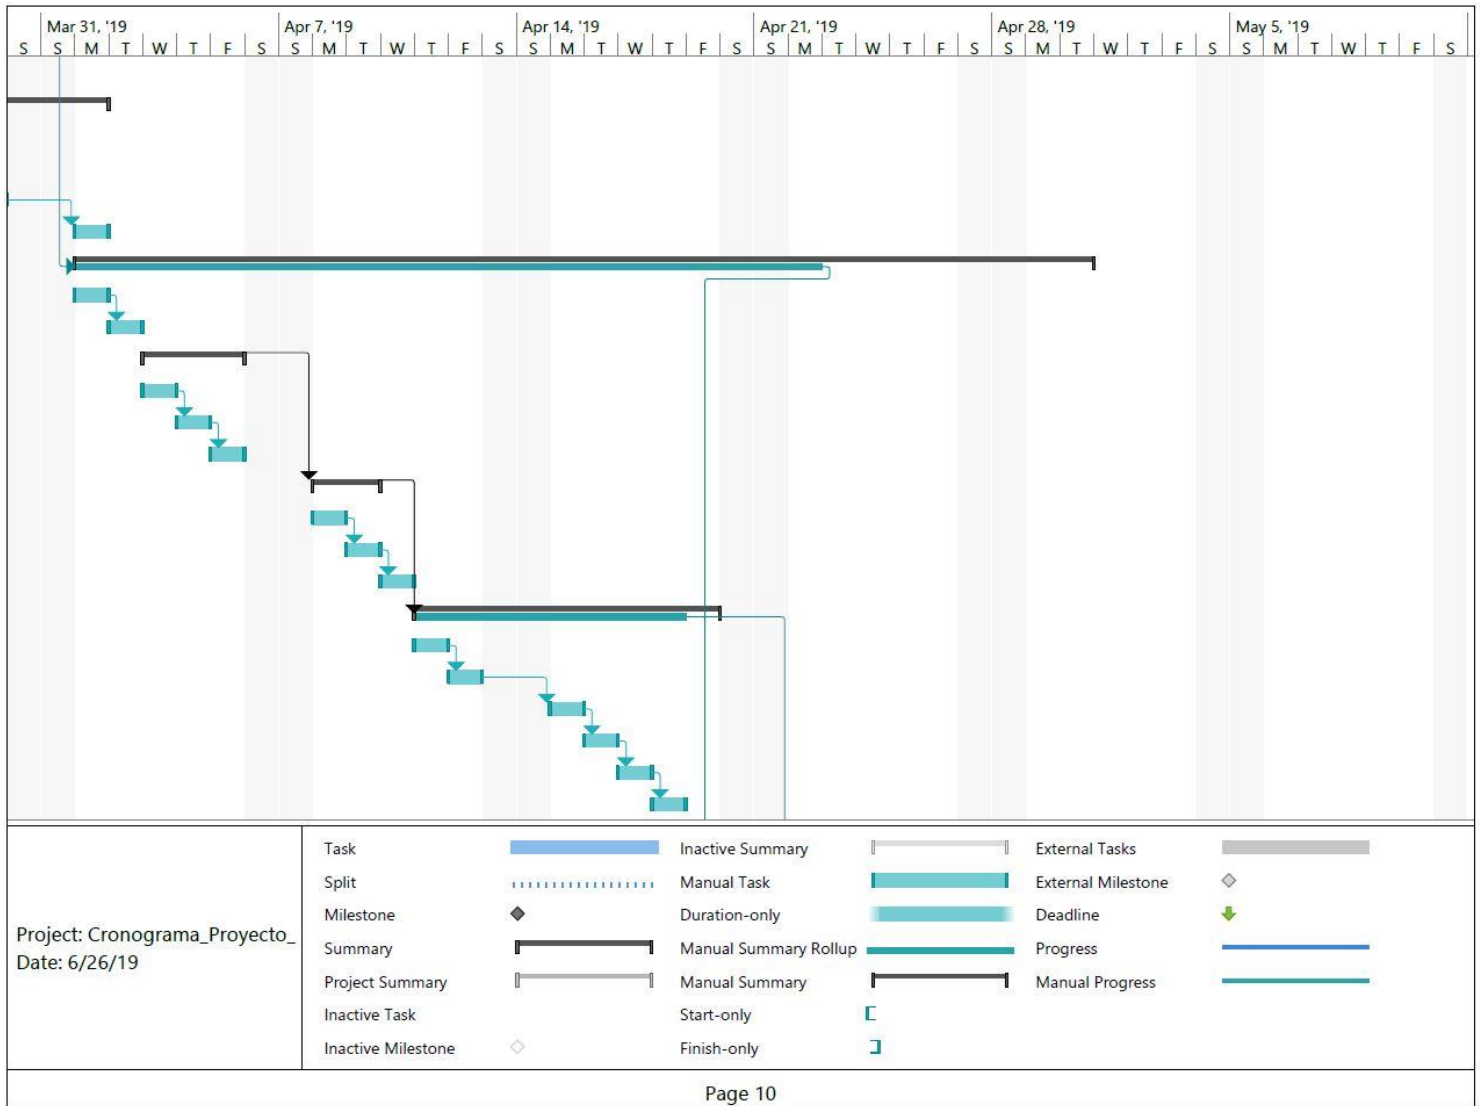 Mar 31, '19 Apr 7, '19 Apr 14, '19 Apr 21, '19 Apr 28, '19 May 5, '19
S S M T W T F S S M T W T F S S M T W T F S S M T W T F S S M T W T F S S M T W T F S
Task Inactive Summary External Tasks
Split Manual Task External Milestone
Milestone Duration-only Deadline
Project: Cronograma_Proyecto_
Summary Manual Summary Rollup Progress
Date: 6/26/19
Project Summary Manual Summary Manual Progress
Inactive Task Start-only
Inactive Milestone Finish-only
Page 10